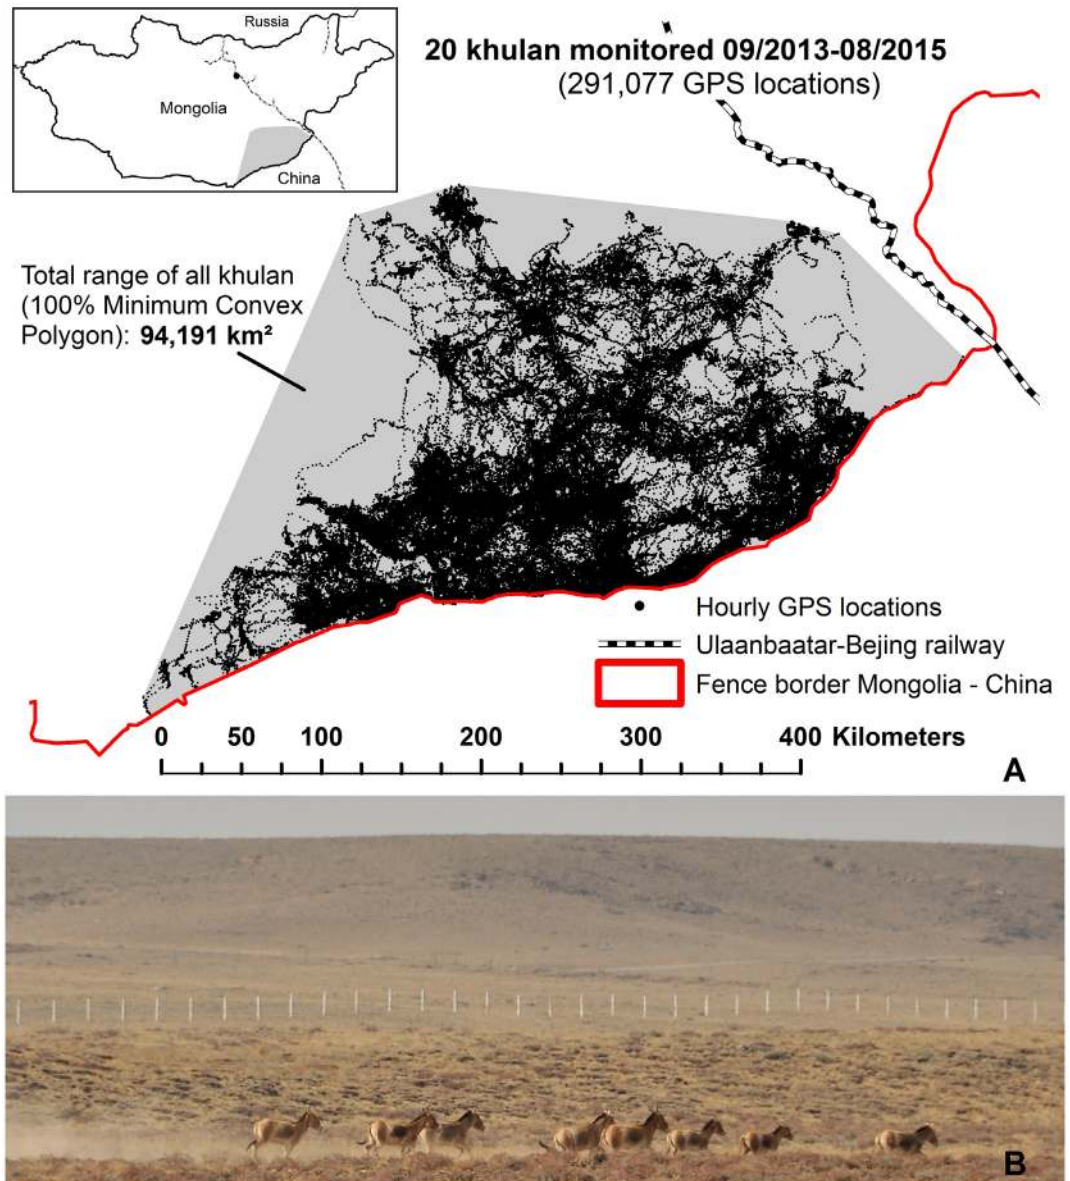 Russia
Mongolia
China
20 khulan monitored 09/2013-08/2015
(291,077 GPS locations)
Total range of all khulan
(100% Minimum Convex
Polygon): 94,191 km²
Hourly GPS locations
Ulaanbaatar-Bejing railway
Fence border Mongolia - China
0 50 100 200 300 400 Kilometers
A
B